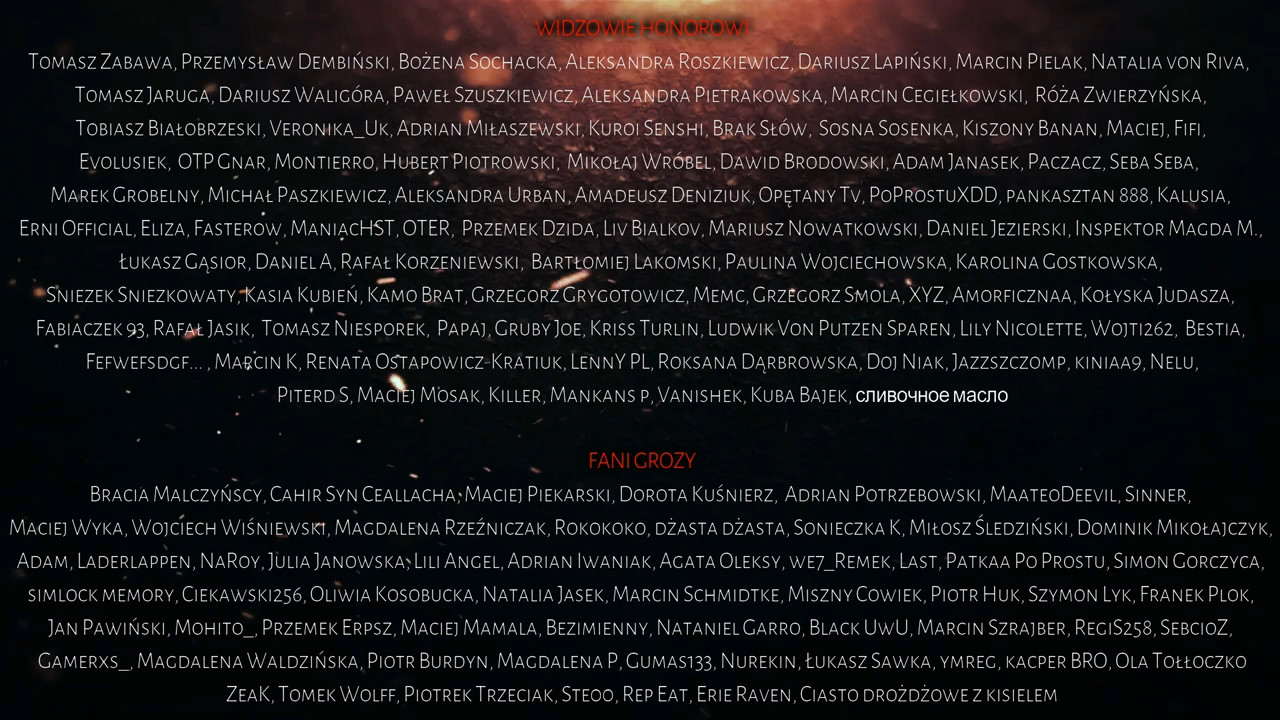 WIDZOWIE HONOROWI
Tomasz Zabawa, Przemysław Dembiński, Bożena Sochacka, Aleksandra Roszkiewicz, Dariusz Lapiński, Marcin Pielak, Natalia von Riva,
Tomasz Jaruga, Dariusz Waligóra, Paweł Szuszkiewicz, Aleksandra Pietrakowska, Marcin Cegiełkowski, Róża Zwierzyńska,
Tobiasz Białobrzeski, Veronika_Uk, Adrian Miłaszewski, Kuroi Senshi, Brak Słów, Sosna Sosenka, Kiszony Banan, Maciej, Fifi,
Evolusiek, OTP Gnar, Montierro, Hubert Piotrowski, Mikołaj Wróbel, Dawid Brodowski, Adam Janasek, Paczacz, Seba Seba,
Marek Grobelny, Michał Paszkiewicz, Aleksandra Urban, Amadeusz Deniziuk, Opętany Tv, PoProstuXDD, pankasztan 888, Kalusia,
Erni Official, Eliza, Fasterow, ManiacHST, OTER, Przemek Dzida, Liv Bialkov, Mariusz Nowatkowski, Daniel Jezierski, Inspektor Magda M.,
Łukasz Gąsior, Daniel A, Rafał Korzeniewski, Bartłomiej Lakomski, Paulina Wojciechowska, Karolina Gostkowska,
Sniezek Sniezkowaty, Kasia Kubień, Kamo Brat, Grzegorz Grygotowicz, Memc, Grzegorz Smola, XYZ, Amorficznaa, Kołyska Judasza,
Fabiaczek 93, Rafał Jasik, Tomasz Niesporek, Papaj, Gruby Joe, Kriss Turlin, Ludwik Von Putzen Sparen, Lily Nicolette, Wojti262, Bestia,
Fefwefsdgf... , Marcin K, Renata Ostapowicz-Kratiuk, LennY PL, Roksana Dąrbrowska, Doj Niak, Jazzszczomp, kiniaa9, Nelu,
Piterd S, Maciej Mosak, Killer, Mankans p, Vanishek, Kuba Bajek, сливочное масло
FANI GROZY
Bracia Malczyńscy, Cahir Syn Ceallacha, Maciej Piekarski, Dorota Kuśnierz, Adrian Potrzebowski, MaateoDeevil, Sinner,
Maciej Wyka, Wojciech Wiśniewski, Magdalena Rzeźniczak, Rokokoko, dżasta dżasta, Sonieczka K, Miłosz Śledziński, Dominik Mikołajczyk,
Adam, Laderlappen, NaRoy, Julia Janowska, Lili Angel, Adrian Iwaniak, Agata Oleksy, we7_Remek, Last, Patkaa Po Prostu, Simon Gorczyca,
simlock memory, Ciekawski256, Oliwia Kosobucka, Natalia Jasek, Marcin Schmidtke, Miszny Cowiek, Piotr Huk, Szymon Lyk, Franek Plok,
Jan Pawiński, Mohito_, Przemek Erpsz, Maciej Mamala, Bezimienny, Nataniel Garro, Black UwU, Marcin Szrajber, RegiS258, SebcioZ,
Gamerxs_, Magdalena Waldzińska, Piotr Burdyn, Magdalena P, Gumas133, Nurekin, Łukasz Sawka, ymreg, kacper BRO, Ola Tołłoczko
ZeaK, Tomek Wolff, Piotrek Trzeciak, Steoo, Rep Eat, Erie Raven, Ciasto drożdżowe z kisielem